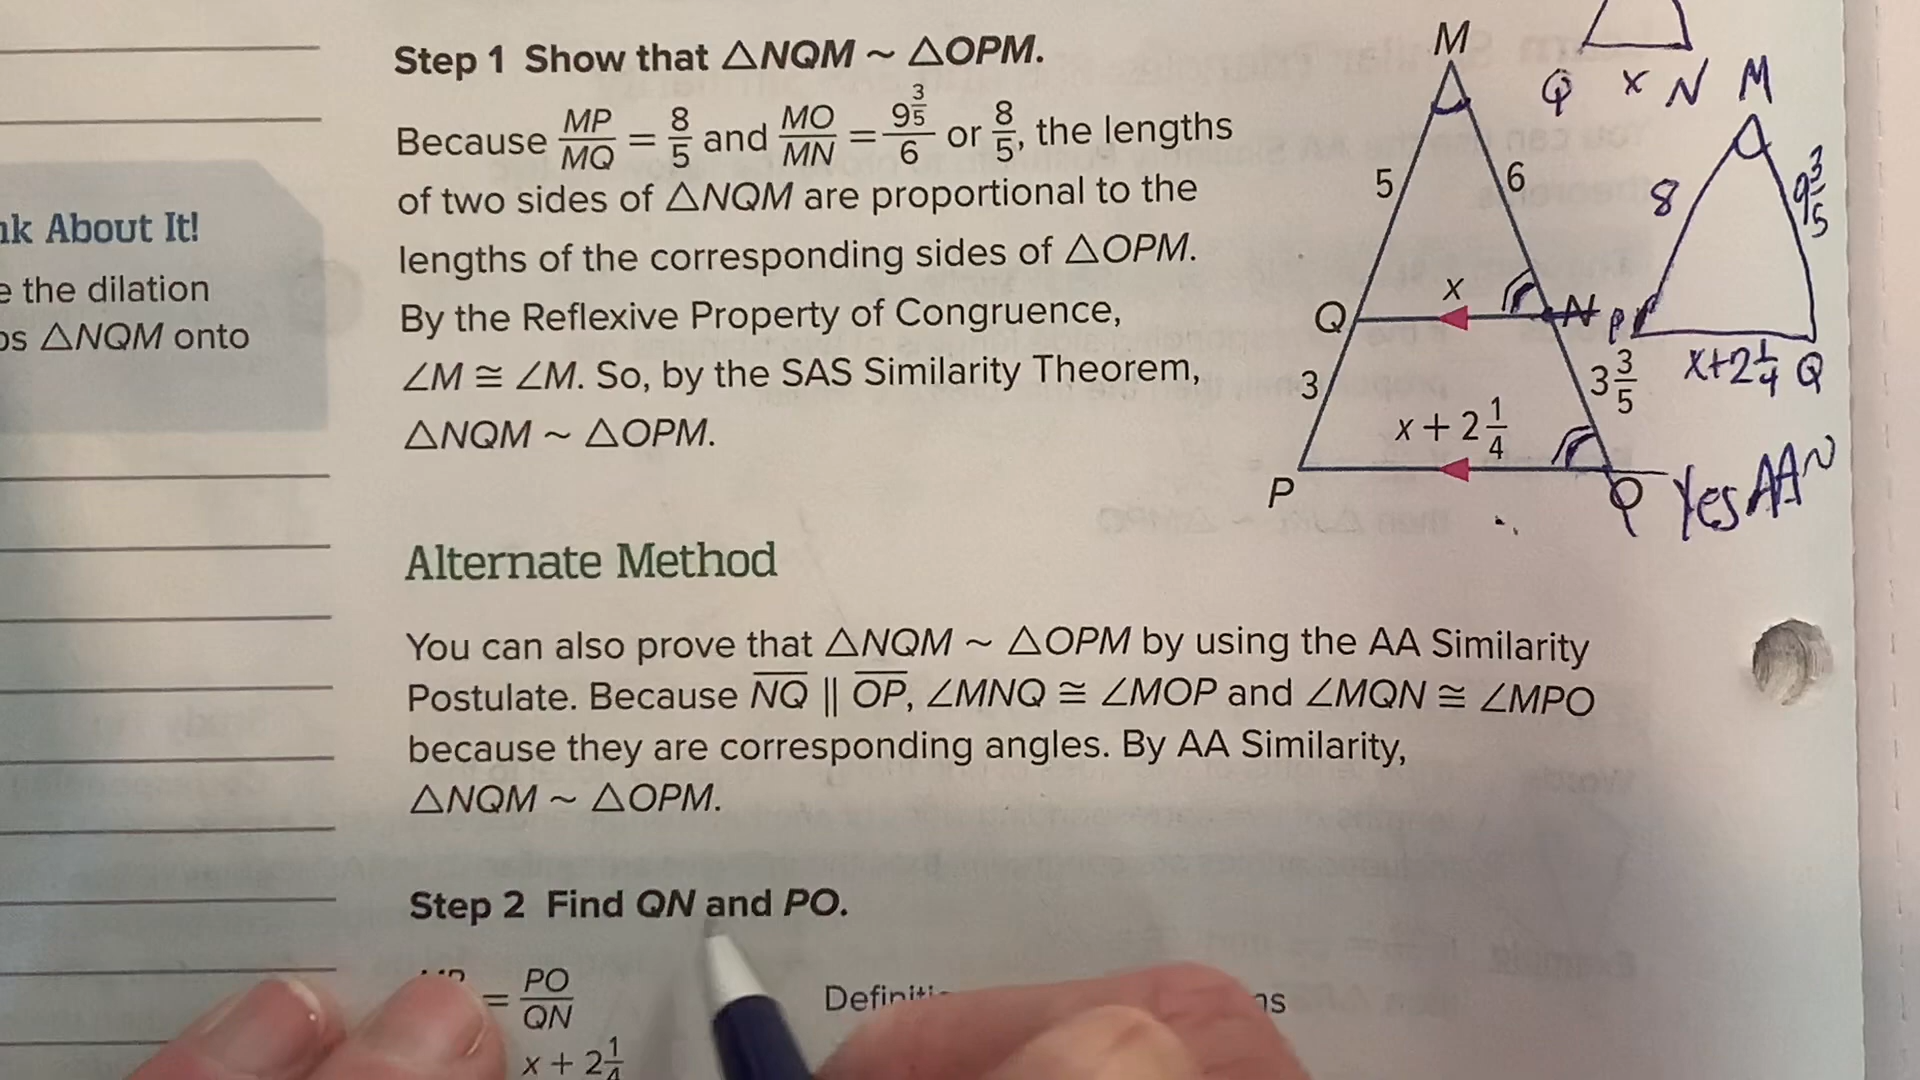 Step 1 Show that △NQM ~ △OPM.
Because MP/MQ = 8/5 and MO/MN = 9 3/5 / 6 or 8/5, the lengths
of two sides of △NQM are proportional to the
lengths of the corresponding sides of △OPM.
By the Reflexive Property of Congruence,
∠M ≅ ∠M. So, by the SAS Similarity Theorem,
△NQM ~ △OPM.
About It!
the dilation
△NQM onto
M
5
6
Q
x
N
3
3 3/5
x + 2 1/4
P
O
Q x N
M
8
9 3/5
P
x+2 1/4
Q
Yes AA~
Alternate Method
You can also prove that △NQM ~ △OPM by using the AA Similarity
Postulate. Because NQ || OP, ∠MNQ ≅ ∠MOP and ∠MQN ≅ ∠MPO
because they are corresponding angles. By AA Similarity,
△NQM ~ △OPM.
Step 2 Find QN and PO.
= PO/QN
x + 2 1/4